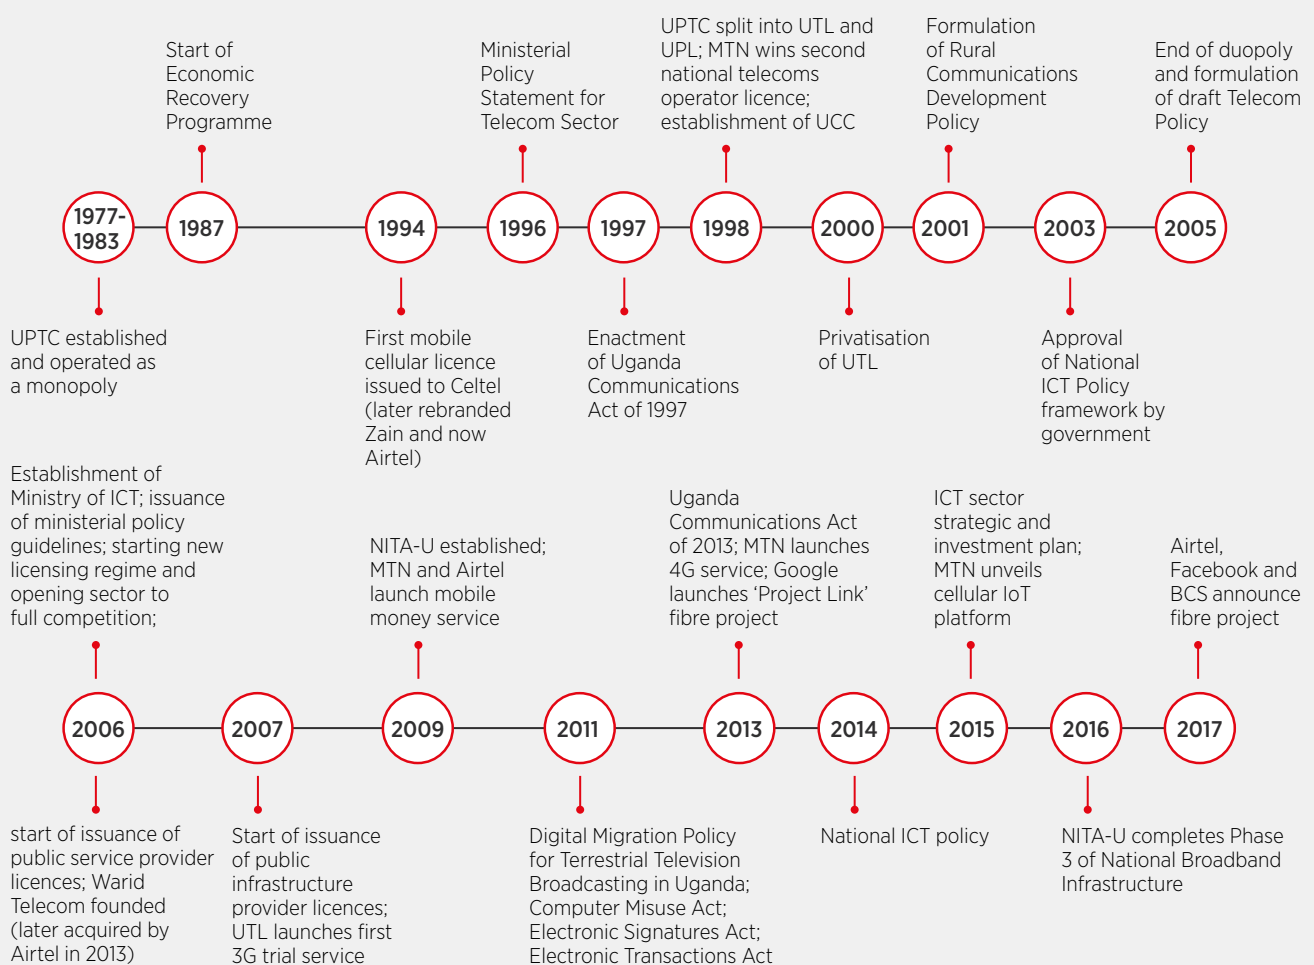 Start of
Economic
Recovery
Programme
Ministerial
Policy
Statement for
Telecom Sector
UPTC split into UTL and
UPL; MTN wins second
national telecoms
operator licence;
establishment of UCC
Formulation
of Rural
Communications
Development
Policy
End of duopoly
and formulation
of draft Telecom
Policy
1977-
1983
1987
1994
1996
1997
1998
2000
2001
2003
2005
UPTC established
and operated as
a monopoly
First mobile
cellular licence
issued to Celtel
(later rebranded
Zain and now
Airtel)
Enactment
of Uganda
Communications
Act of 1997
Privatisation
of UTL
Approval
of National
ICT Policy
framework by
government
Establishment of
Ministry of ICT; issuance
of ministerial policy
guidelines; starting new
licensing regime and
opening sector to
full competition;
NITA-U established;
MTN and Airtel
launch mobile
money service
Uganda
Communications Act
of 2013; MTN launches
4G service; Google
launches ‘Project Link’
fibre project
ICT sector
strategic and
investment plan;
MTN unveils
cellular IoT
platform
Airtel,
Facebook and
BCS announce
fibre project
2006
2007
2009
2011
2013
2014
2015
2016
2017
start of issuance of
public service provider
licences; Warid
Telecom founded
(later acquired by
Airtel in 2013)
Start of issuance
of public
infrastructure
provider licences;
UTL launches first
3G trial service
Digital Migration Policy
for Terrestrial Television
Broadcasting in Uganda;
Computer Misuse Act;
Electronic Signatures Act;
Electronic Transactions Act
National ICT policy
NITA-U completes Phase
3 of National Broadband
Infrastructure